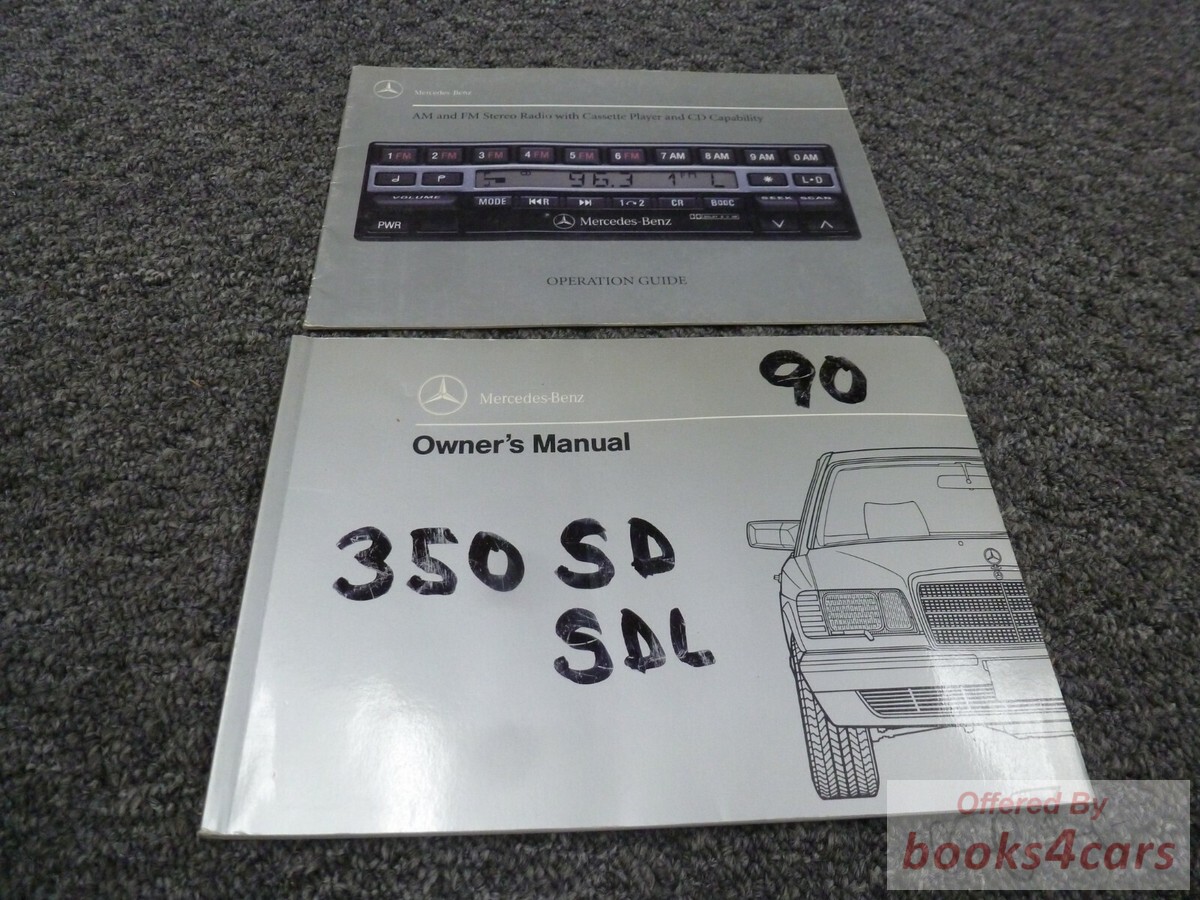 Mercedes-Benz
AM and FM Stereo Radio with Cassette Player and CD Capability
1 FM 2 FM 3 FM 4 FM 5 FM 6 FM 7 AM 8 AM 9 AM 0 AM
96.3 1 FM L L•D
VOLUME MODE R 1 2 CR SEEK SCAN
PWR Mercedes-Benz
OPERATION GUIDE
90
Mercedes-Benz
Owner's Manual
350 SD
SDL
Offered By
books4cars